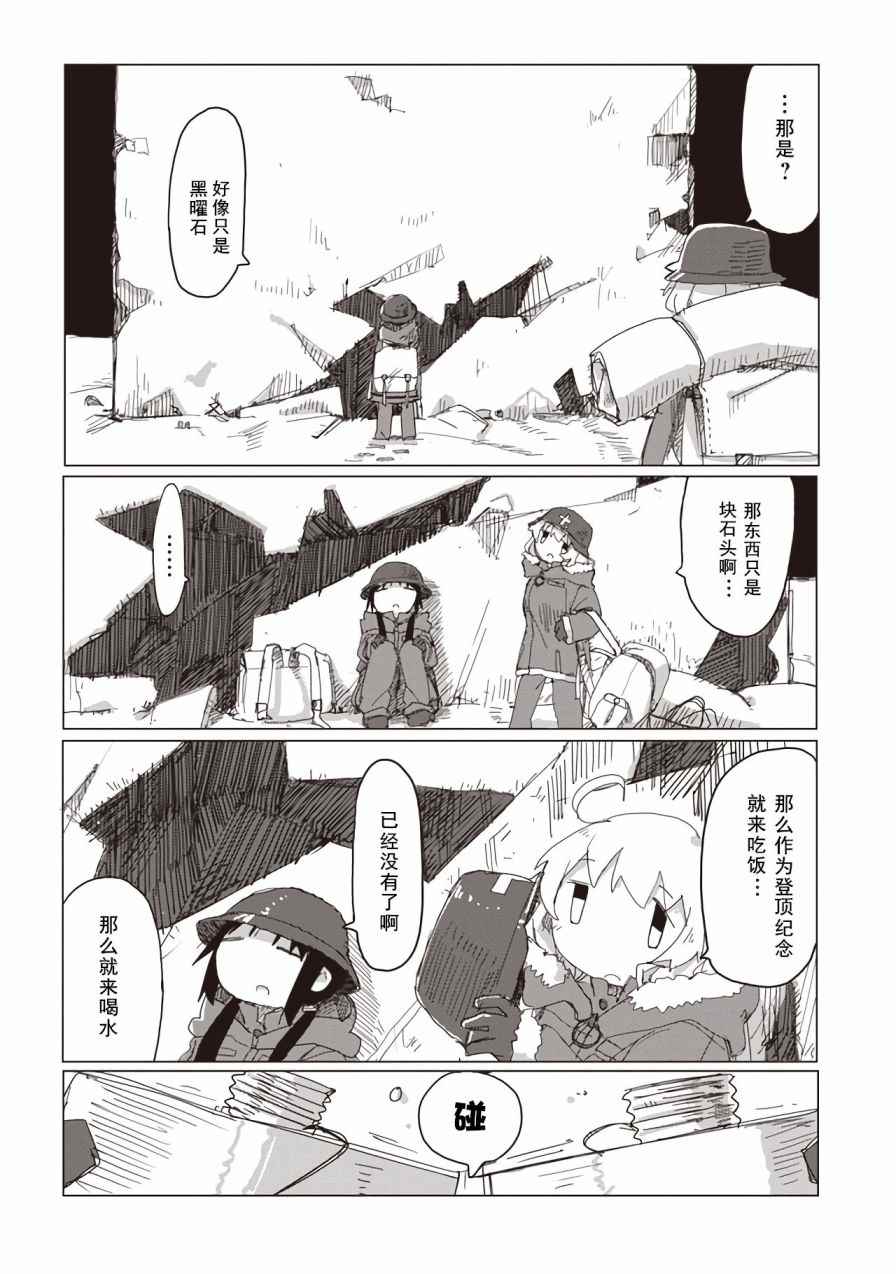 …那是?
好像只是
黑曜石
那东西只是
块石头啊…
……
那么作为登顶纪念
就来吃饭…
已经没有了啊
那么就来喝水
碰